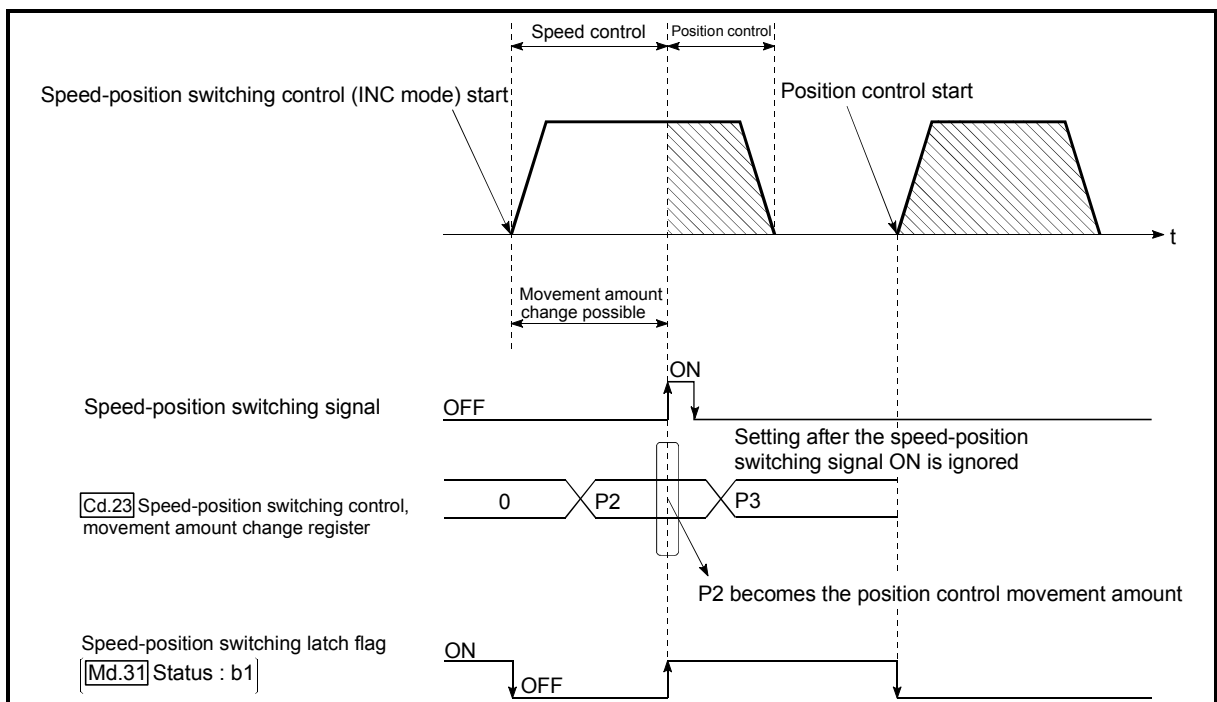 Speed control
Position control
Speed-position switching control (INC mode) start
Position control start
t
Movement amount
change possible
ON
Speed-position switching signal
OFF
Setting after the speed-position
switching signal ON is ignored
Cd.23 Speed-position switching control,
movement amount change register
0
P2
P3
P2 becomes the position control movement amount
Speed-position switching latch flag
Md.31 Status : b1
ON
OFF